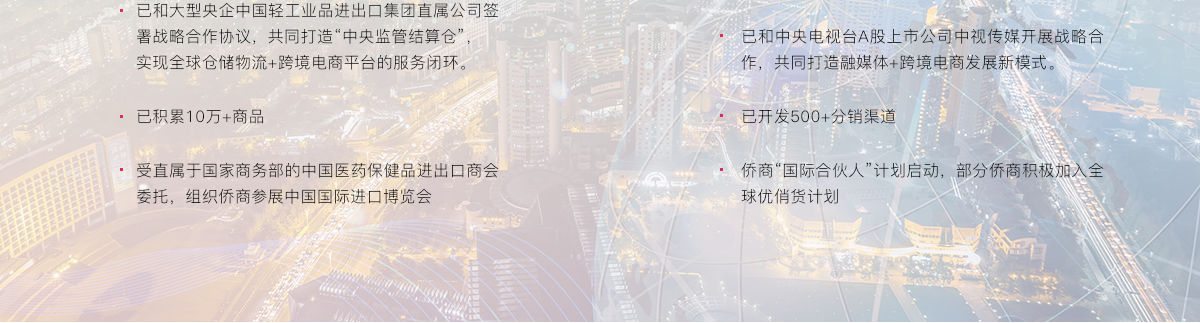 已和大型央企中国轻工业品进出口集团直属公司签
署战略合作协议，共同打造“中央监管结算仓”，
实现全球仓储物流+跨境电商平台的服务闭环。
已积累10万+商品
受直属于国家商务部的中国医药保健品进出口商会
委托，组织侨商参展中国国际进口博览会
已和中央电视台A股上市公司中视传媒开展战略合
作，共同打造融媒体+跨境电商发展新模式。
已开发500+分销渠道
侨商“国际合伙人”计划启动，部分侨商积极加入全
球优俏货计划